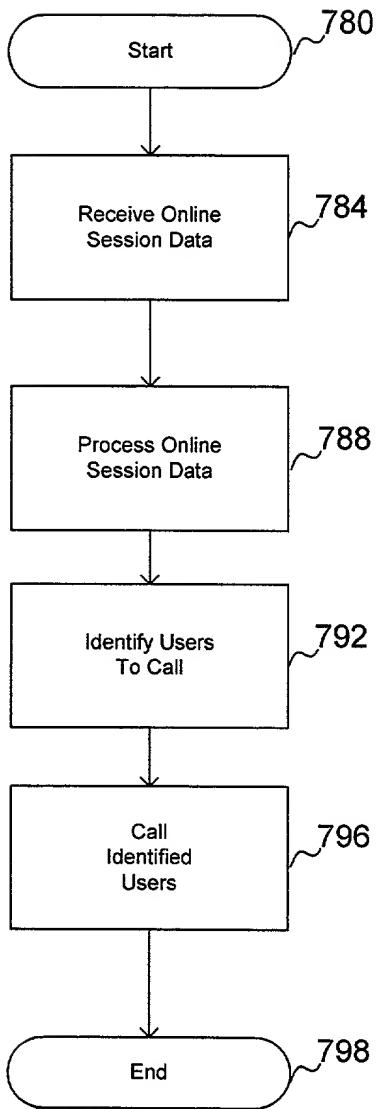 Start
780
Receive Online
Session Data
784
Process Online
Session Data
788
Identify Users
To Call
792
Call
Identified
Users
796
End
798